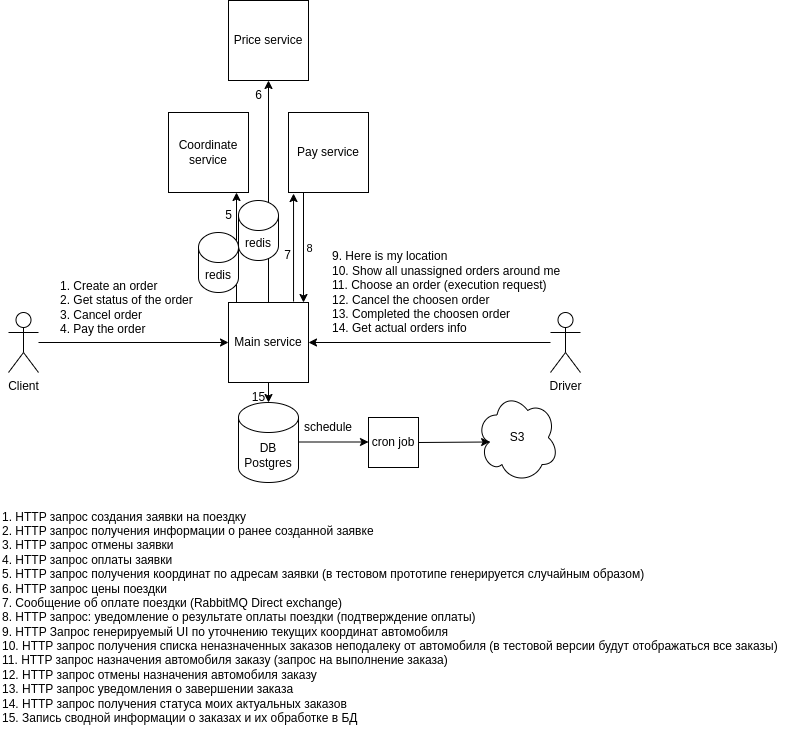 Price service
6
Coordinate
service
Pay service
5
redis
redis
7
8
9. Here is my location
10. Show all unassigned orders around me
11. Choose an order (execution request)
12. Cancel the choosen order
13. Completed the choosen order
14. Get actual orders info
1. Create an order
2. Get status of the order
3. Cancel order
4. Pay the order
Client
Main service
Driver
15
DB
Postgres
schedule
cron job
S3
1. HTTP запрос создания заявки на поездку
2. HTTP запрос получения информации о ранее созданной заявке
3. HTTP запрос отмены заявки
4. HTTP запрос оплаты заявки
5. HTTP запрос получения координат по адресам заявки (в тестовом прототипе генерируется случайным образом)
6. HTTP запрос цены поездки
7. Сообщение об оплате поездки (RabbitMQ Direct exchange)
8. HTTP запрос: уведомление о результате оплаты поездки (подтверждение оплаты)
9. HTTP Запрос генерируемый UI по уточнению текущих координат автомобиля
10. HTTP запрос получения списка неназначенных заказов неподалеку от автомобиля (в тестовой версии будут отображаться все заказы)
11. HTTP запрос назначения автомобиля заказу (запрос на выполнение заказа)
12. HTTP запрос отмены назначения автомобиля заказу
13. HTTP запрос уведомления о завершении заказа
14. HTTP запрос получения статуса моих актуальных заказов
15. Запись сводной информации о заказах и их обработке в БД